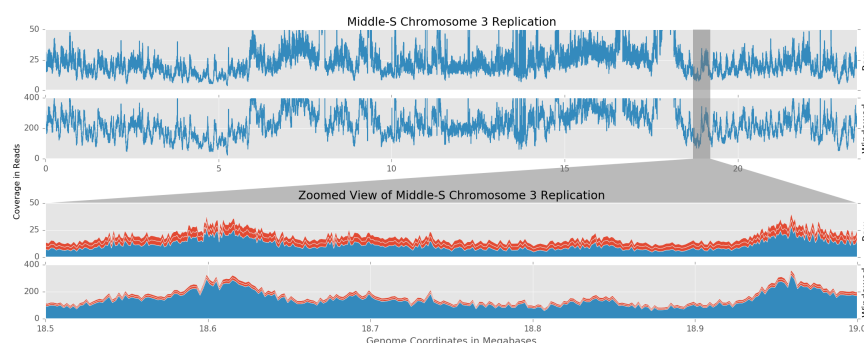 Middle-S Chromosome 3 Replication
50
25
0
400
200
0
0 5 10 15 20
Coverage in Reads
Zoomed View of Middle-S Chromosome 3 Replication
50
25
0
400
200
0
18.5 18.6 18.7 18.8 18.9 19.0
Genome Coordinates in Megabases